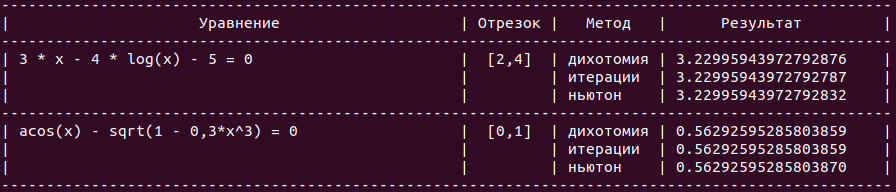 | Уравнение | Отрезок | Метод | Результат |
| 3 * x - 4 * log(x) - 5 = 0 | [2,4] | дихотомия | 3.22995943972792876 |
| | | итерации | 3.22995943972792787 |
| | | ньютон | 3.22995943972792832 |
| acos(x) - sqrt(1 - 0,3*x^3) = 0 | [0,1] | дихотомия | 0.56292595285803859 |
| | | итерации | 0.56292595285803859 |
| | | ньютон | 0.56292595285803870 |